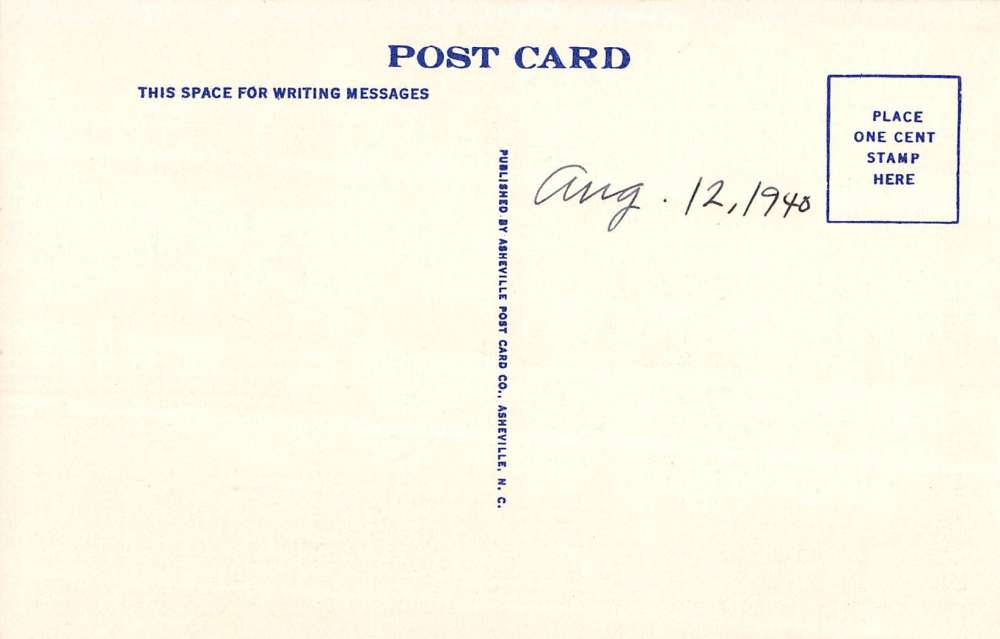 POST CARD
THIS SPACE FOR WRITING MESSAGES
PLACE
ONE CENT
STAMP
HERE
PUBLISHED BY ASHEVILLE POST CARD CO., ASHEVILLE, N. C.
Aug. 12, 1940